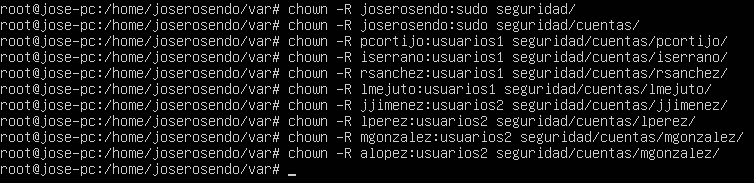 root@jose-pc:/home/joserosendo/var# chown -R joserosendo:sudo seguridad/
root@jose-pc:/home/joserosendo/var# chown -R joserosendo:sudo seguridad/cuentas/
root@jose-pc:/home/joserosendo/var# chown -R pcortijo:usuarios1 seguridad/cuentas/pcortijo/
root@jose-pc:/home/joserosendo/var# chown -R iserrano:usuarios1 seguridad/cuentas/iserrano/
root@jose-pc:/home/joserosendo/var# chown -R rsanchez:usuarios1 seguridad/cuentas/rsanchez/
root@jose-pc:/home/joserosendo/var# chown -R lmejuto:usuarios1 seguridad/cuentas/lmejuto/
root@jose-pc:/home/joserosendo/var# chown -R jjimenez:usuarios2 seguridad/cuentas/jjimenez/
root@jose-pc:/home/joserosendo/var# chown -R lperez:usuarios2 seguridad/cuentas/lperez/
root@jose-pc:/home/joserosendo/var# chown -R mgonzalez:usuarios2 seguridad/cuentas/mgonzalez/
root@jose-pc:/home/joserosendo/var# chown -R alopez:usuarios2 seguridad/cuentas/mgonzalez/
root@jose-pc:/home/joserosendo/var# _